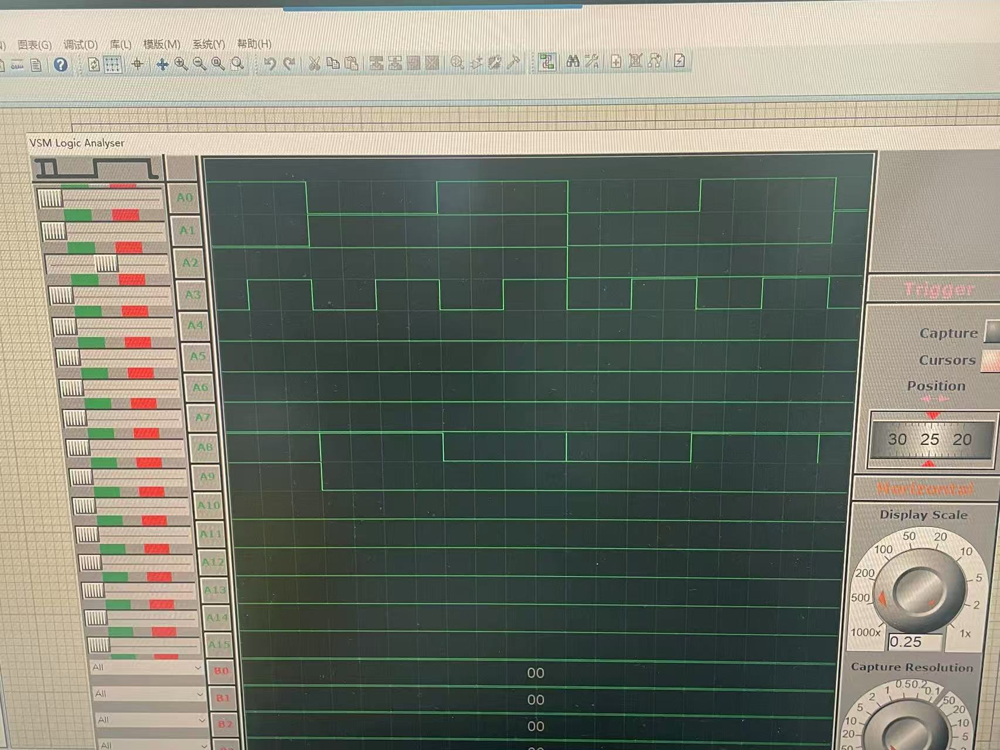 图表(G) 调试(D) 库(L) 模版(M) 系统(Y) 帮助(H)
VSM Logic Analyser
A0
A1
A2
A3
A4
A5
A6
A7
A8
A9
A10
A11
A12
A13
A14
A15
All B0 00
All B1 00
All B2 00
All
Trigger
Capture
Cursors
Position
30 25 20
Horizontal
Display Scale
50 20
100 10
200 5
500 2
1000x 1x
0.25
Capture Resolution
0.5 0.2
1 0.1
2 50
5 20
10 10
20 5